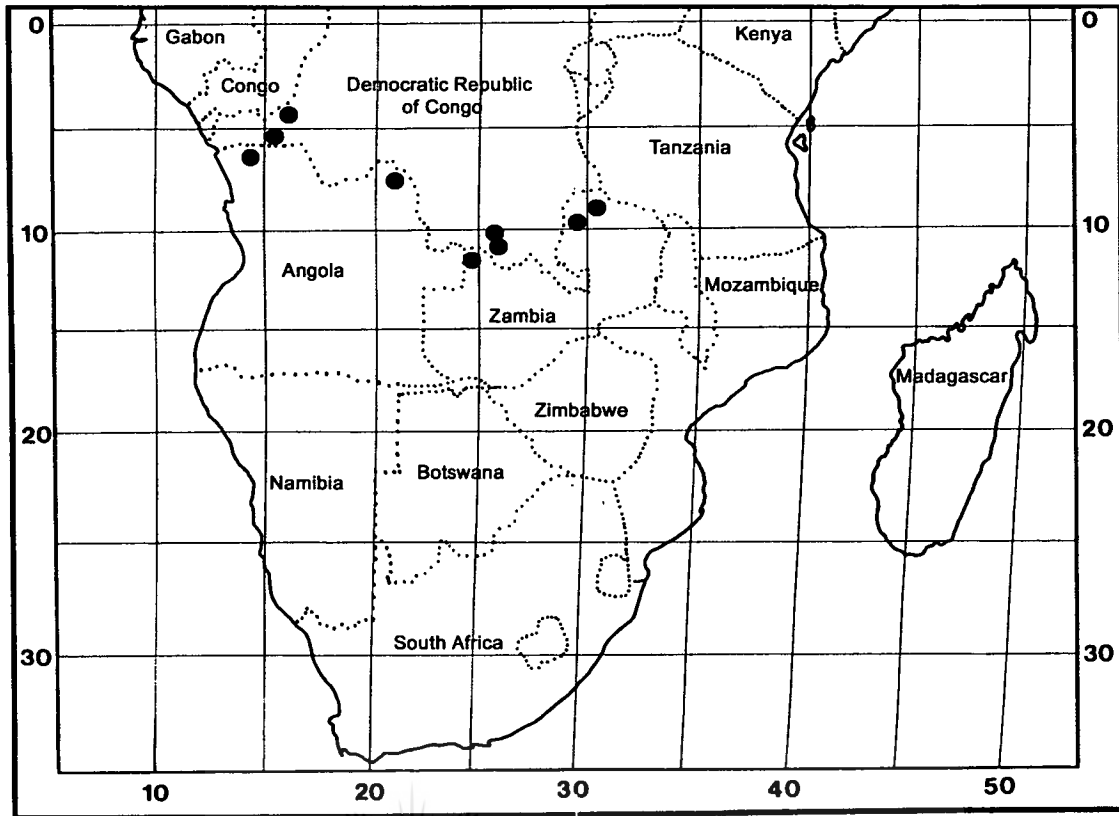 0
Gabon
Kenya
0
Congo
Democratic Republic
of Congo
Tanzania
10
10
Angola
Mozambique
Zambia
Madagascar
Zimbabwe
20
20
Namibia
Botswana
South Africa
30
30
10
20
30
40
50